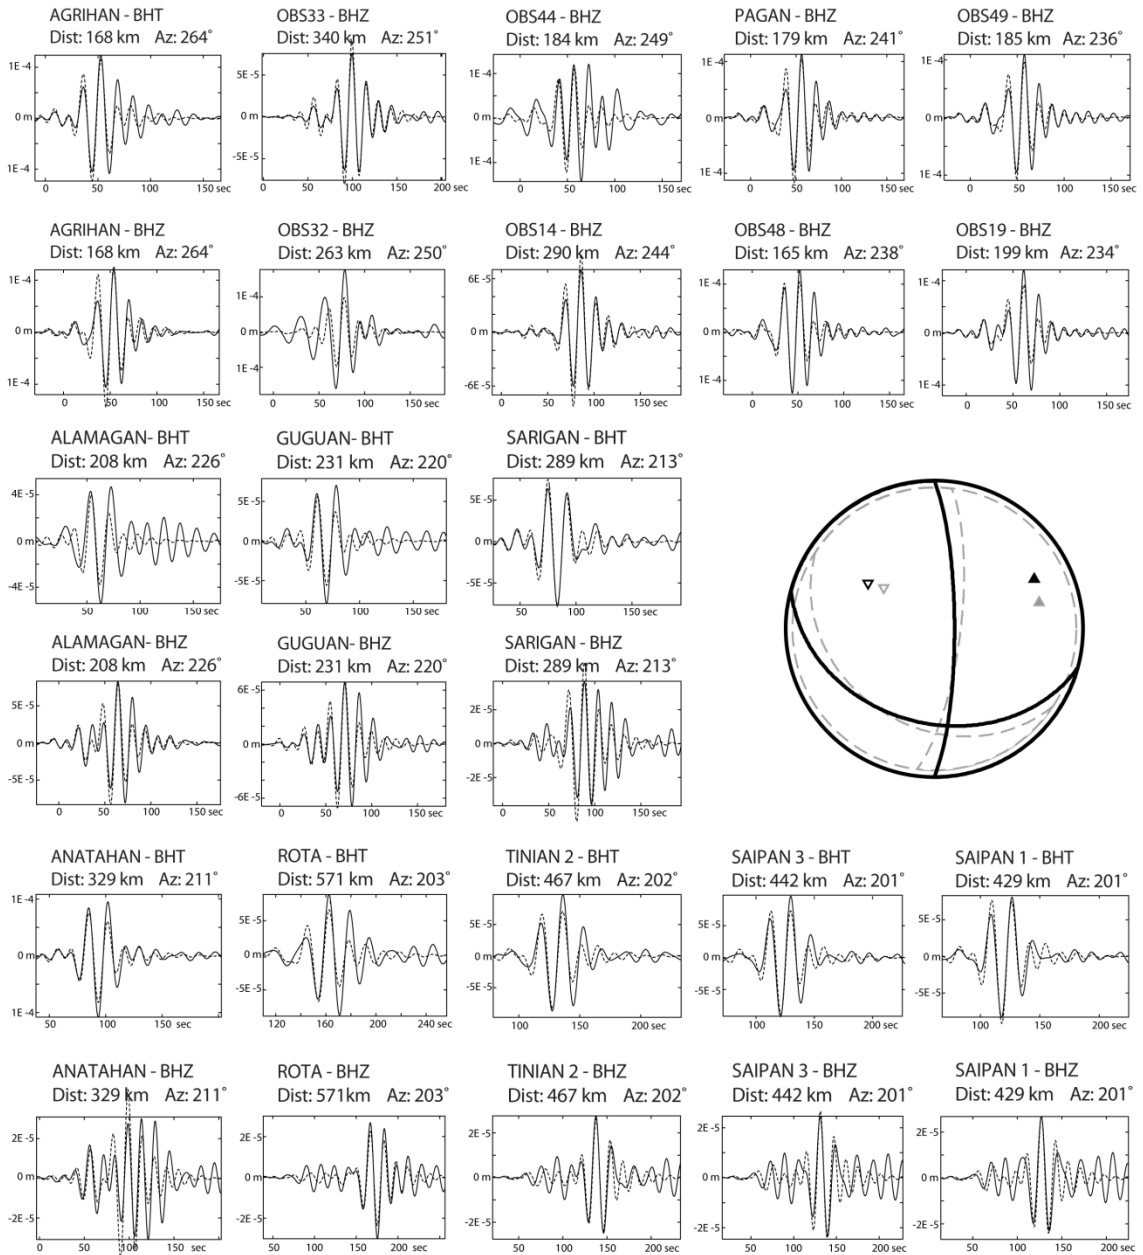 AGRIHAN - BHT
Dist: 168 km Az: 264°
1E-4
0 m
1E-4
0 50 100 150 sec
OBS33 - BHZ
Dist: 340 km Az: 251°
5E-5
0 m
-5E-5
0 50 100 150 200 sec
OBS44 - BHZ
Dist: 184 km Az: 249°
1E-4
0 m
1E-4
0 50 100 150 sec
PAGAN - BHZ
Dist: 179 km Az: 241°
1E-4
0 m
1E-4
0 50 100 150 sec
OBS49 - BHZ
Dist: 185 km Az: 236°
1E-4
0 m
1E-4
0 50 100 150 sec
AGRIHAN - BHZ
Dist: 168 km Az: 264°
1E-4
0 m
1E-4
0 50 100 150 sec
OBS32 - BHZ
Dist: 263 km Az: 250°
1E-4
0 m
1E-4
0 50 100 150 sec
OBS14 - BHZ
Dist: 290 km Az: 244°
6E-5
0 m
-6E-5
0 50 100 150 200 sec
OBS48 - BHZ
Dist: 165 km Az: 238°
1E-4
0 m
1E-4
0 50 100 150 sec
OBS19 - BHZ
Dist: 199 km Az: 234°
1E-4
0 m
1E-4
0 50 100 150 sec
ALAMAGAN- BHT
Dist: 208 km Az: 226°
4E-5
0 m
-4E-5
50 100 150 sec
GUGUAN- BHT
Dist: 231 km Az: 220°
5E-5
0 m
-5E-5
50 100 150 sec
SARIGAN - BHT
Dist: 289 km Az: 213°
5E-5
0 m
-5E-5
50 100 150 sec
ALAMAGAN- BHZ
Dist: 208 km Az: 226°
5E-5
0 m
-5E-5
0 50 100 150 sec
GUGUAN - BHZ
Dist: 231 km Az: 220°
6E-5
0 m
-6E-5
0 50 100 150 sec
SARIGAN - BHZ
Dist: 289 km Az: 213°
2E-5
0 m
2E-5
0 50 100 150 sec
ANATAHAN - BHT
Dist: 329 km Az: 211°
1E-4
0 m
1E-4
50 100 150 sec
ROTA - BHT
Dist: 571 km Az: 203°
5E-5
0 m
-5E-5
120 160 200 240 sec
TINIAN 2 - BHT
Dist: 467 km Az: 202°
5E-5
0 m
-5E-5
100 150 200 sec
SAIPAN 3 - BHT
Dist: 442 km Az: 201°
5E-5
0 m
-5E-5
100 150 200 sec
SAIPAN 1 - BHT
Dist: 429 km Az: 201°
5E-5
0 m
-5E-5
100 150 200 sec
ANATAHAN - BHZ
Dist: 329 km Az: 211°
2E-5
0 m
-2E-5
0 50 100 150 200 sec
ROTA - BHZ
Dist: 571km Az: 203°
2E-5
0 m
-2E-5
50 100 150 200 250 sec
TINIAN 2 - BHZ
Dist: 467 km Az: 202°
2E-5
0 m
-2E-5
50 100 150 200 sec
SAIPAN 3 - BHZ
Dist: 442 km Az: 201°
2E-5
0 m
-2E-5
50 100 150 200 sec
SAIPAN 1 - BHZ
Dist: 429 km Az: 201°
2E-5
0 m
-2E-5
50 100 150 200 sec